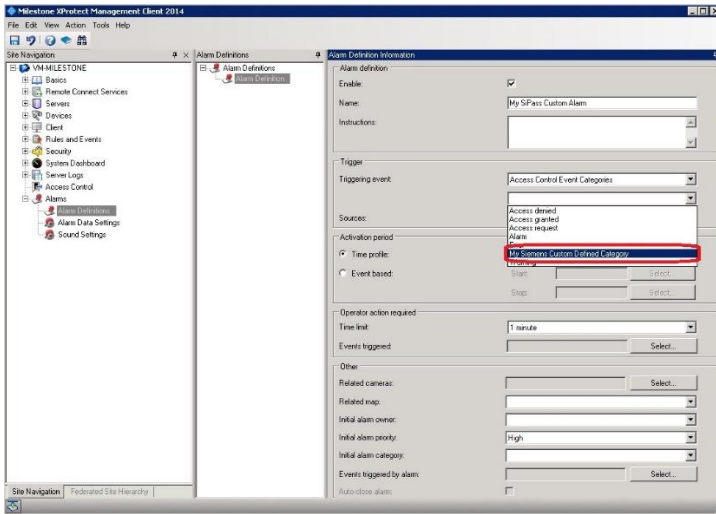 Milestone XProtect Management Client 2014
File Edit View Action Tools Help
Site Navigation
VM-MILESTONE
Basics
Remote Connect Services
Servers
Devices
Client
Rules and Events
Security
System Dashboard
Server Logs
Access Control
Alarms
Alarm Definitions
Alarm Data Settings
Sound Settings
Site Navigation Federated Site Hierarchy
Alarm Definitions
Alarm Definitions
Alarm Definition
Alarm Definition Information
Alarm definition
Enable:
Name: My SiPass Custom Alarm
Instructions:
Trigger
Triggering event: Access Control Event Categories
Sources:
Access denied
Access granted
Access request
Alarm
Error
My Siemens Custom Defined Category
Warning
Activation period
Time profile:
Event based: Start: Select...
Stop: Select...
Operator action required
Time limit: 1 minute
Events triggered: Select...
Other
Related cameras: Select...
Related map:
Initial alarm owner:
Initial alarm priority: High
Initial alarm category:
Events triggered by alarm: Select...
Auto-close alarm: